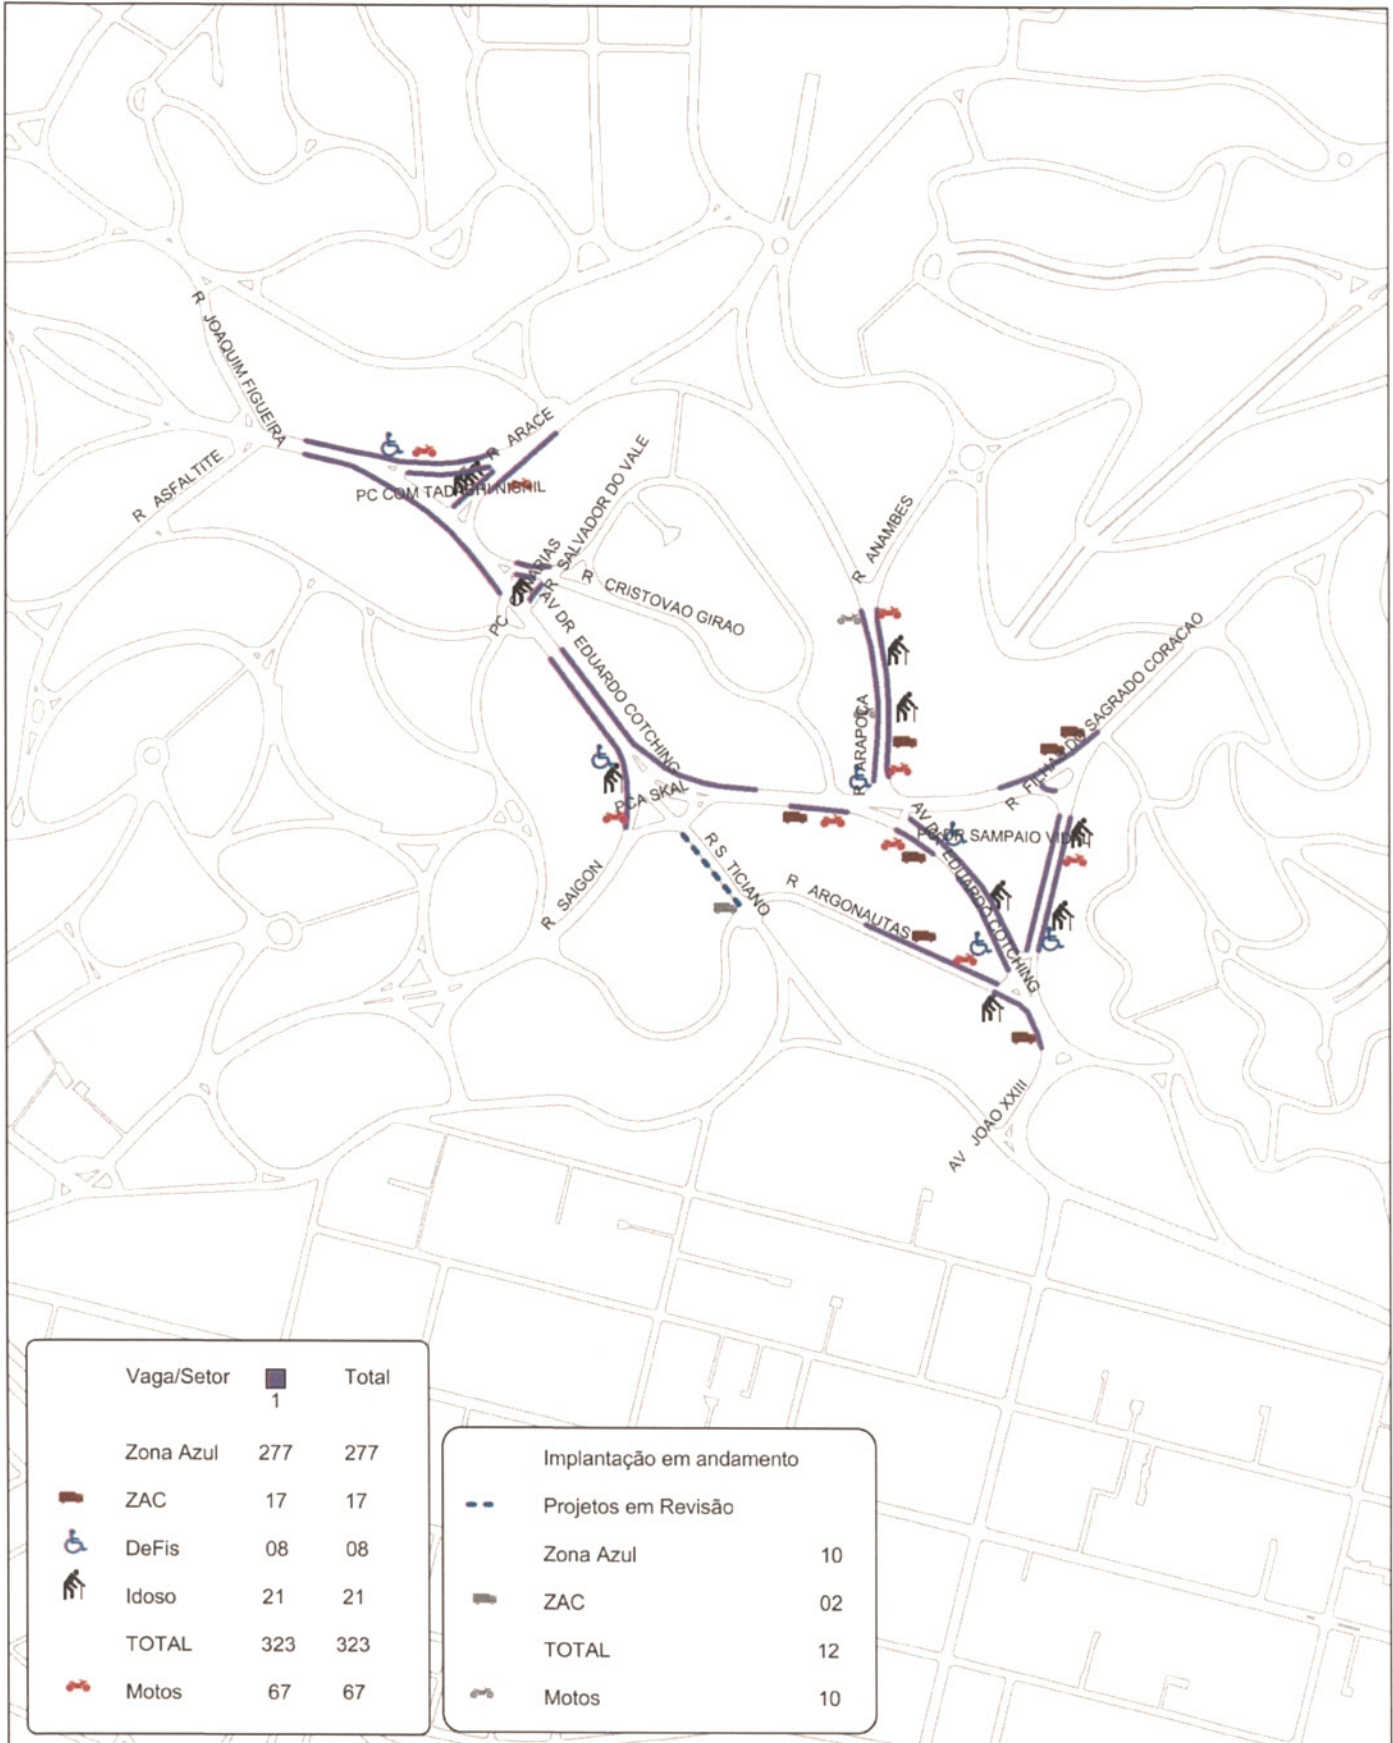 R JOAQUIM FIGUEIRA
R ARACE
R ASFALTITE
PC COM TADASHI NISHIL
R SALVADOR DO VALE
R CRISTOVAO GIRAO
PC
ARIAS
AV DR EDUARDO COTCHING
R ANAMBES
R FILHAS DO SAGRADO CORACAO
PCA SKAL
AV DR EDUARDO COTCHING
PC DR SAMPAIO VIDAL
R S TICIANO
R ARGONAUTAS
R SAIGON
AV JOAO XXIII
Vaga/Setor 1 Total
Zona Azul 277 277
ZAC 17 17
DeFis 08 08
Idoso 21 21
TOTAL 323 323
Motos 67 67
Implantação em andamento
Projetos em Revisão
Zona Azul 10
ZAC 02
TOTAL 12
Motos 10